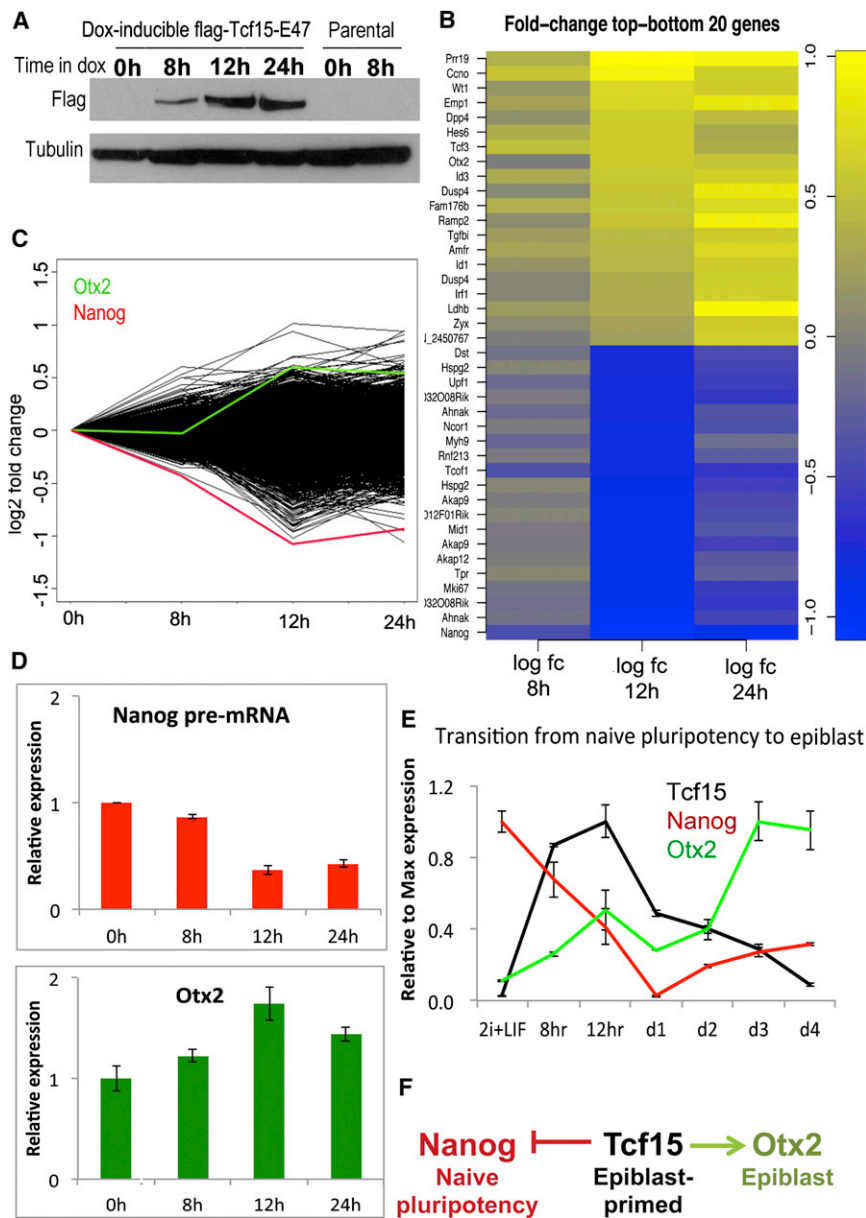 A
Dox-inducible flag-Tcf15-E47 Parental
Time in dox 0h 8h 12h 24h 0h 8h
Flag
Tubulin
B
Fold-change top-bottom 20 genes
Prr19
Ccno
Wt1
Emp1
Dpp4
Hes6
Tcf3
Otx2
Id3
Dusp4
Fam176b
Ramp2
Tgfbi
Amfr
Id1
Dusp4
Irf1
Ldhb
Zyx
l_2450767
Dst
Hspg2
Upf1
032O08Rik
Ahnak
Ncor1
Myh9
Rnf213
Tcof1
Hspg2
Akap9
012F01Rik
Mid1
Akap9
Akap12
Tpr
Mki67
032O08Rik
Ahnak
Nanog
log fc 8h
log fc 12h
log fc 24h
1.0
0.5
0.0
−0.5
−1.0
C
Otx2
Nanog
log2 fold change
1.5
1
0.5
0
-0.5
-1
-1.5
0h 8h 12h 24h
D
Nanog pre-mRNA
Relative expression
2
1
0
0h 8h 12h 24h
Otx2
Relative expression
2
1
0
0h 8h 12h 24h
E
Transition from naive pluripotency to epiblast
Tcf15
Nanog
Otx2
Relative to Max expression
1.2
0.8
0.4
0.0
2i+LIF 8hr 12hr d1 d2 d3 d4
F
Nanog Tcf15 Otx2
Naive pluripotency
Epiblast-primed
Epiblast